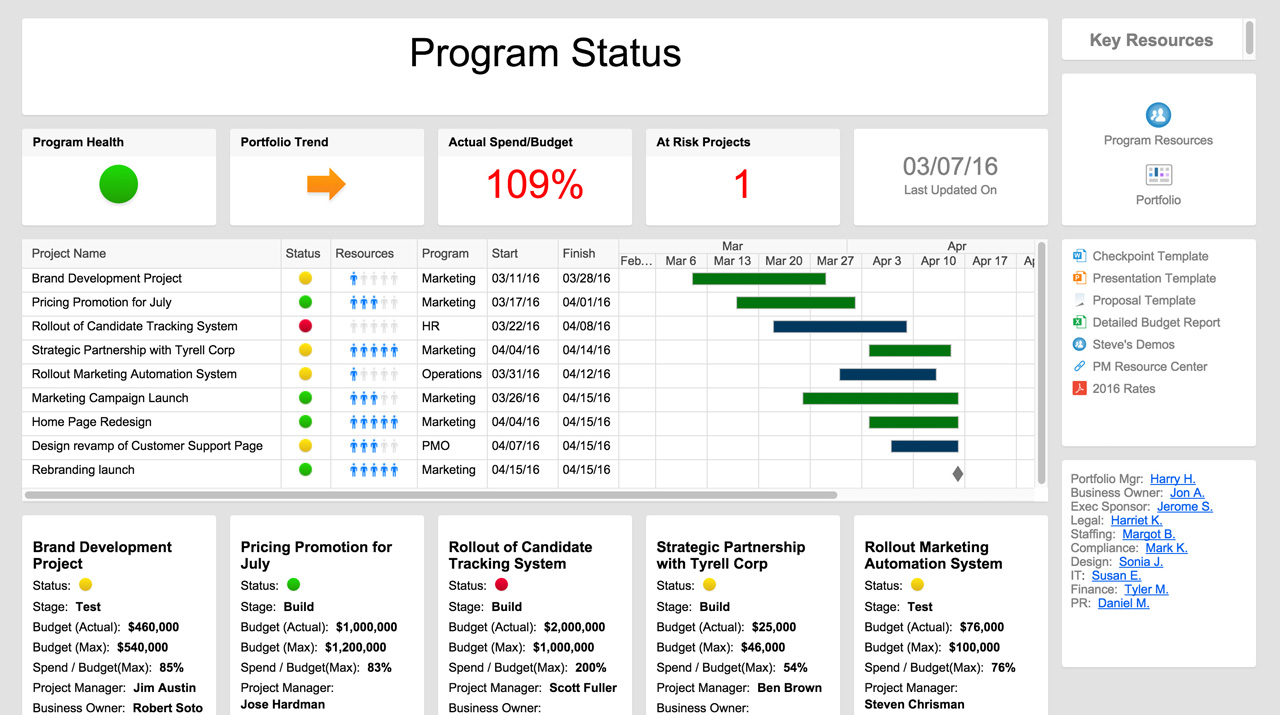 Program Status
Key Resources
Program Health
Portfolio Trend
Actual Spend/Budget
109%
At Risk Projects
1
03/07/16
Last Updated On
Program Resources
Portfolio
Project Name Status Resources Program Start Finish Mar Apr
Feb... Mar 6 Mar 13 Mar 20 Mar 27 Apr 3 Apr 10 Apr 17 Ap
Brand Development Project Marketing 03/11/16 03/28/16
Pricing Promotion for July Marketing 03/17/16 04/01/16
Rollout of Candidate Tracking System HR 03/22/16 04/08/16
Strategic Partnership with Tyrell Corp Marketing 04/04/16 04/14/16
Rollout Marketing Automation System Operations 03/31/16 04/12/16
Marketing Campaign Launch Marketing 03/26/16 04/15/16
Home Page Redesign Marketing 04/04/16 04/15/16
Design revamp of Customer Support Page PMO 04/07/16 04/15/16
Rebranding launch Marketing 04/15/16 04/15/16
Checkpoint Template
Presentation Template
Proposal Template
Detailed Budget Report
Steve's Demos
PM Resource Center
2016 Rates
Portfolio Mgr: Harry H.
Business Owner: Jon A.
Exec Sponsor: Jerome S.
Legal: Harriet K.
Staffing: Margot B.
Compliance: Mark K.
Design: Sonia J.
IT: Susan E.
Finance: Tyler M.
PR: Daniel M.
Brand Development
Project
Status:
Stage: Test
Budget (Actual): $460,000
Budget (Max): $540,000
Spend / Budget(Max): 85%
Project Manager: Jim Austin
Business Owner: Robert Soto
Pricing Promotion for
July
Status:
Stage: Build
Budget (Actual): $1,000,000
Budget (Max): $1,200,000
Spend / Budget(Max): 83%
Project Manager:
Jose Hardman
Rollout of Candidate
Tracking System
Status:
Stage: Build
Budget (Actual): $2,000,000
Budget (Max): $1,000,000
Spend / Budget(Max): 200%
Project Manager: Scott Fuller
Business Owner:
Strategic Partnership
with Tyrell Corp
Status:
Stage: Build
Budget (Actual): $25,000
Budget (Max): $46,000
Spend / Budget(Max): 54%
Project Manager: Ben Brown
Business Owner:
Rollout Marketing
Automation System
Status:
Stage: Test
Budget (Actual): $76,000
Budget (Max): $100,000
Spend / Budget(Max): 76%
Project Manager:
Steven Chrisman